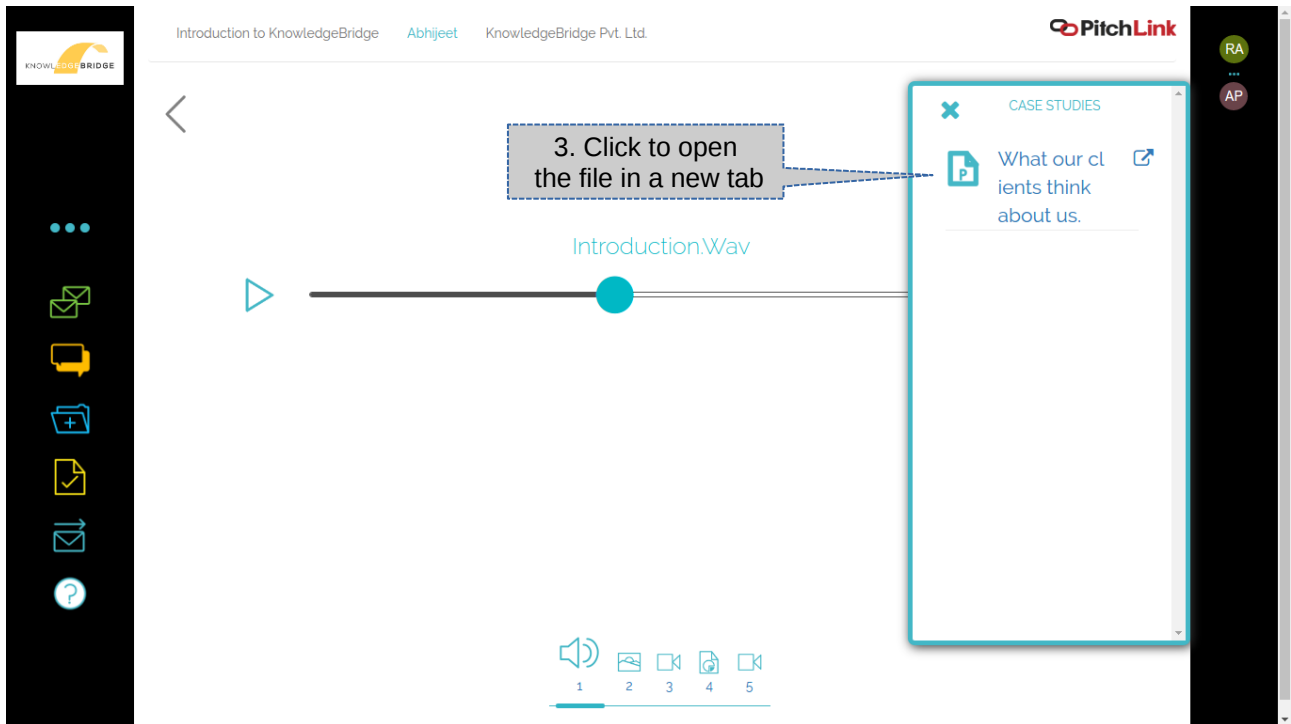 KNOWLEDGEBRIDGE
Introduction to KnowledgeBridge Abhijeet KnowledgeBridge Pvt. Ltd.
PitchLink
RA
AP
CASE STUDIES
3. Click to open
the file in a new tab
P
What our cl
ients think
about us.
Introduction.Wav
?
1 2 3 4 5